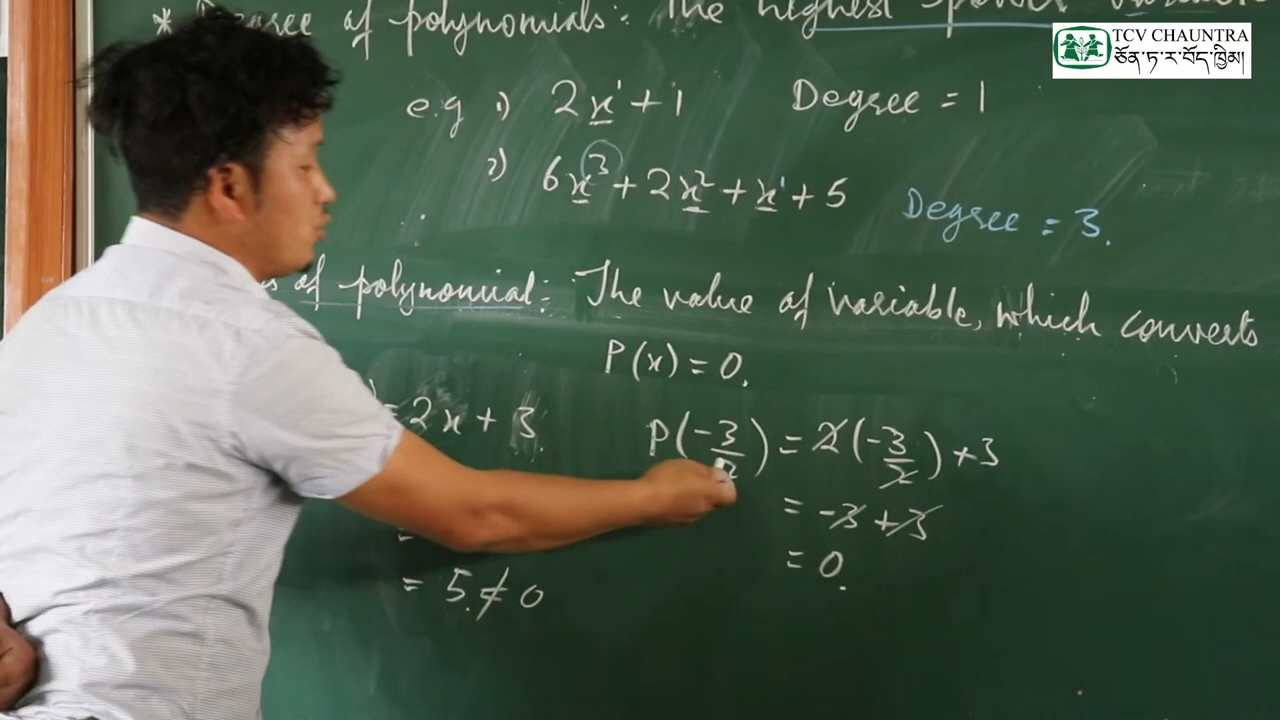 TCV CHAUNTRA
ཙོན་ཏ་ར་བོད་ཁྱིམ།
* Degree of polynomials:- The highest power
e.g 1) 2x¹ + 1 Degree = 1
2) 6x³ + 2x² + x¹ + 5 Degree = 3.
of polynomial:- The value of variable, which converts
P(x) = 0.
= 2x + 3. P(-3/2) = 2(-3/2) + 3
= -3 + 3
= 5 ≠ 0 = 0.